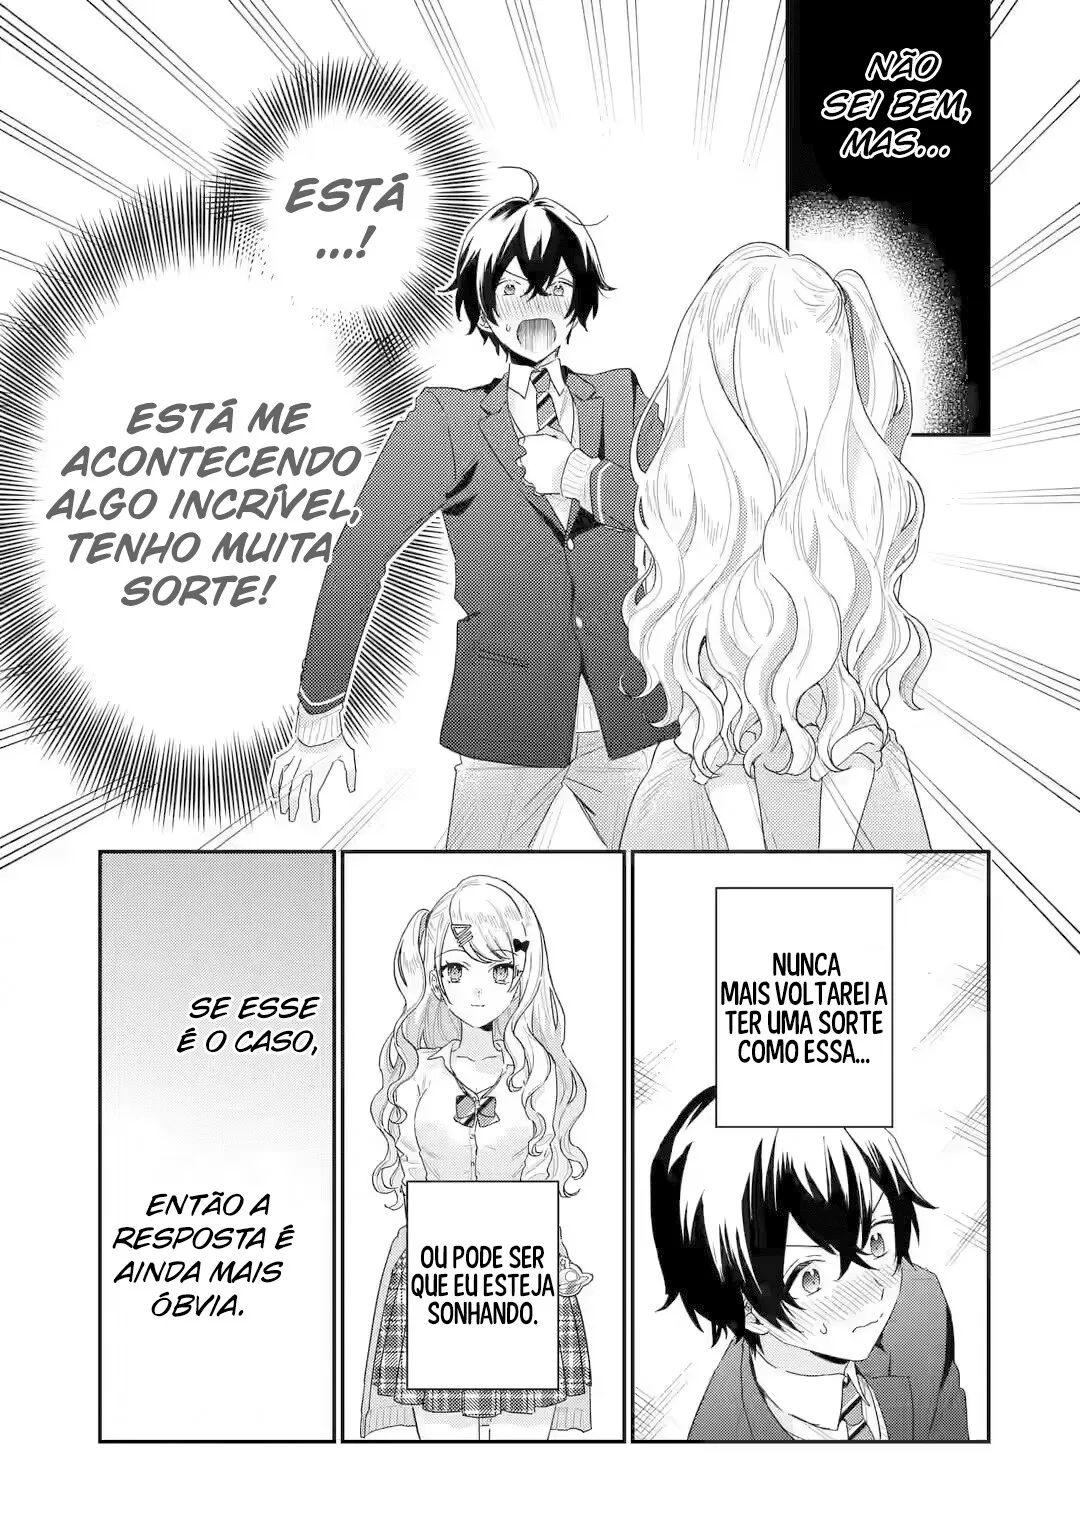 NÃO
SEI BEM,
MAS...
ESTÁ
...!
ESTÁ ME
ACONTECENDO
ALGO INCRÍVEL,
TENHO MUITA
SORTE!
NUNCA
MAIS VOLTAREI A
TER UMA SORTE
COMO ESSA...
OU PODE SER
QUE EU ESTEJA
SONHANDO.
SE ESSE
É O CASO,
ENTÃO A
RESPOSTA É
AINDA MAIS
ÓBVIA.